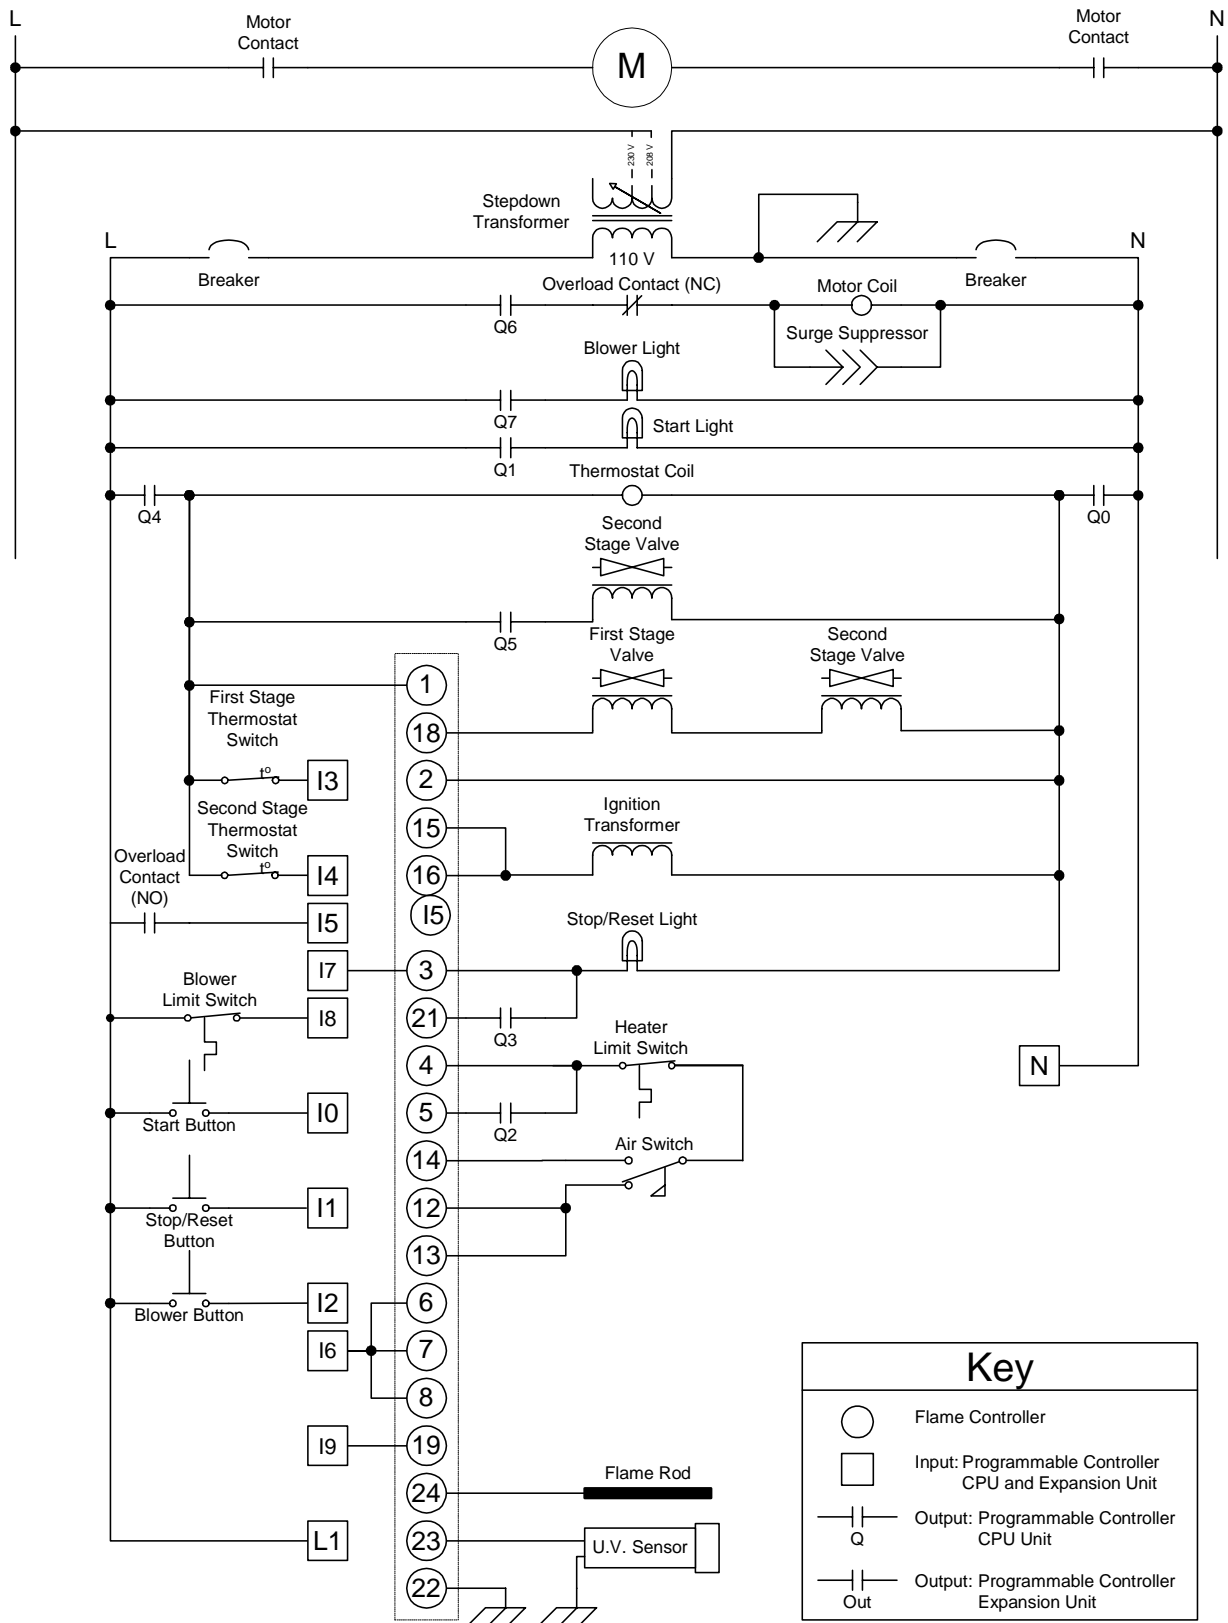 L
Motor
Contact
Motor
Contact
N
M
230 V
208 V
Stepdown
Transformer
L
N
Breaker
110 V
Breaker
Overload Contact (NC)
Motor Coil
Q6
Surge Suppressor
Blower Light
Q7
Start Light
Q1
Thermostat Coil
Q4
Q0
Second
Stage Valve
Q5
First Stage
Valve
Second
Stage Valve
1
First Stage
Thermostat
Switch
18
to
I3
2
Second Stage
Thermostat
Switch
15
Ignition
Transformer
Overload
Contact
(NO)
to
I4
16
I5
I5
Stop/Reset Light
I7
3
Blower
Limit Switch
I8
21
Q3
Heater
Limit Switch
4
N
Start Button
I0
5
Q2
14
Air Switch
Stop/Reset
Button
I1
12
13
Blower Button
I2
6
I6
7
8
I9
19
24
Flame Rod
L1
23
U.V. Sensor
22
Key
Flame Controller
Input: Programmable Controller
CPU and Expansion Unit
Q
Output: Programmable Controller
CPU Unit
Out
Output: Programmable Controller
Expansion Unit